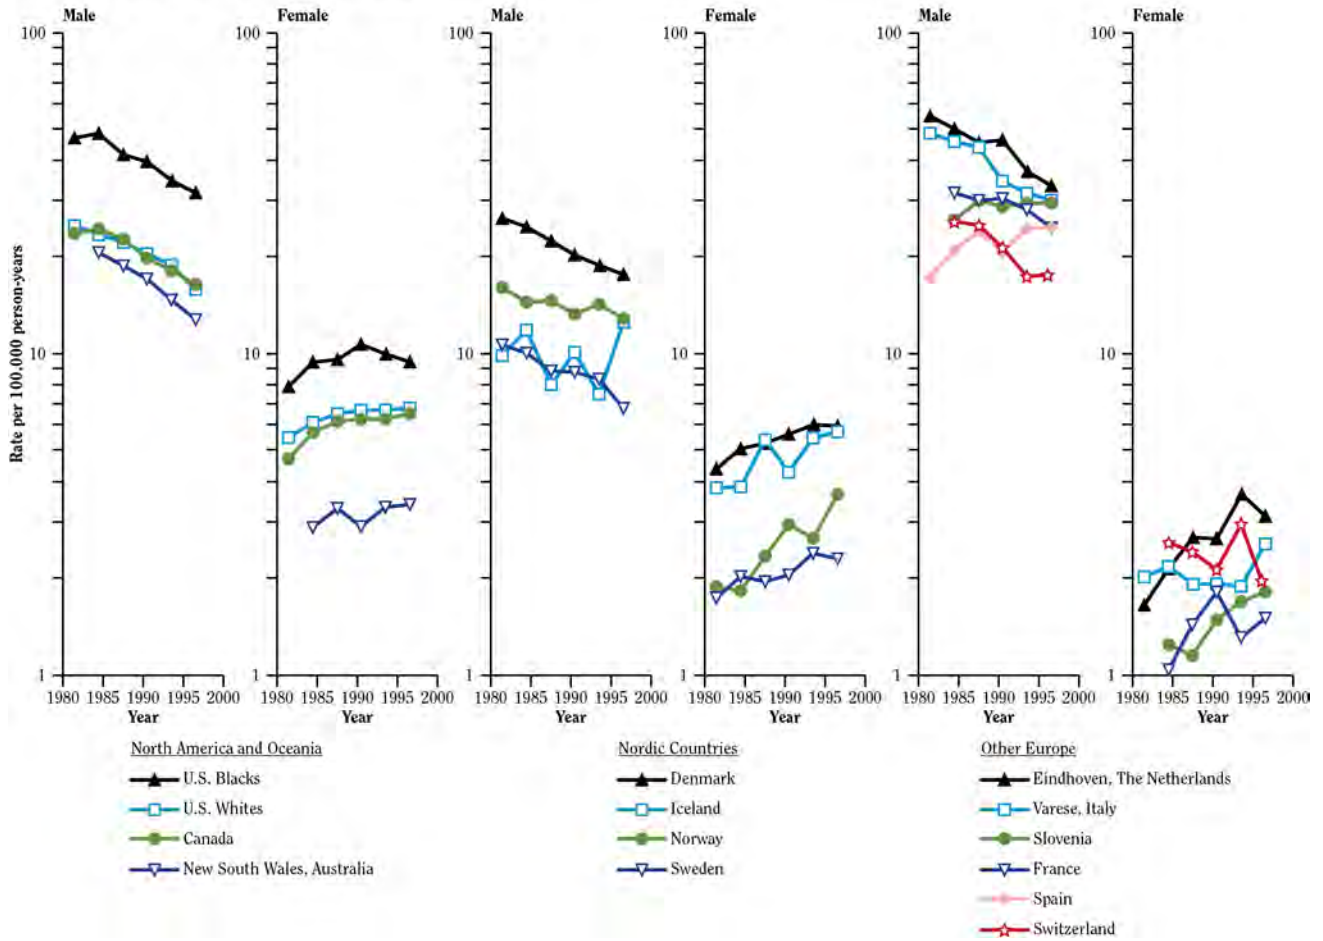 Male Female Male Female Male Female
100 100 100 100 100 100
Rate per 100,000 person-years
10 10 10 10 10 10
1 1 1 1 1 1
1980 1985 1990 1995 2000 1980 1985 1990 1995 2000 1980 1985 1990 1995 2000 1980 1985 1990 1995 2000 1980 1985 1990 1995 2000 1980 1985 1990 1995 2000
Year Year Year Year Year Year
North America and Oceania
U.S. Blacks
U.S. Whites
Canada
New South Wales, Australia
Nordic Countries
Denmark
Iceland
Norway
Sweden
Other Europe
Eindhoven, The Netherlands
Varese, Italy
Slovenia
France
Spain
Switzerland